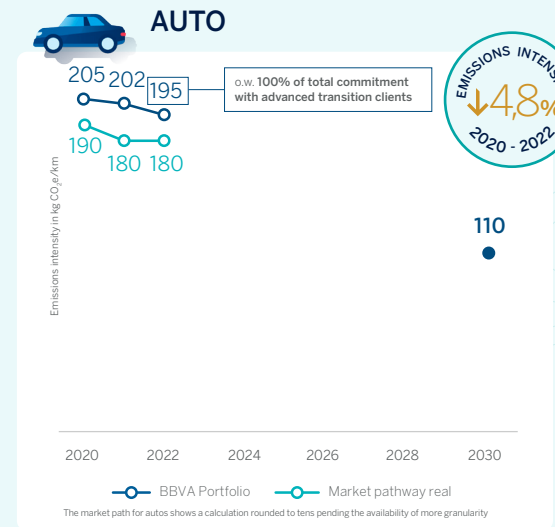 AUTO
EMISSIONS INTENSI
↓4,8%
2020 - 2022
205 202 195
o.w. 100% of total commitment
with advanced transition clients
190
180 180
Emissions intensity in kg CO₂e/km
110
2020 2022 2024 2026 2028 2030
BBVA Portfolio Market pathway real
The market path for autos shows a calculation rounded to tens pending the availability of more granularity